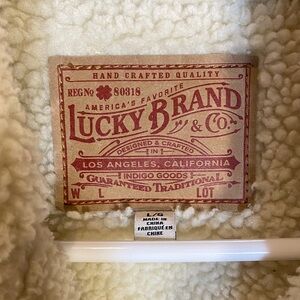 HAND CRAFTED QUALITY
REG NO 80318
AMERICA'S FAVORITE
LUCKY BRAND
& CO.
DESIGNED & CRAFTED
IN
LOS ANGELES, CALIFORNIA
INDIGO GOODS
GUARANTEED TRADITIONAL
W L LOT
L/G
MADE IN
CHINA
FABRIQUÉ EN
CHINE